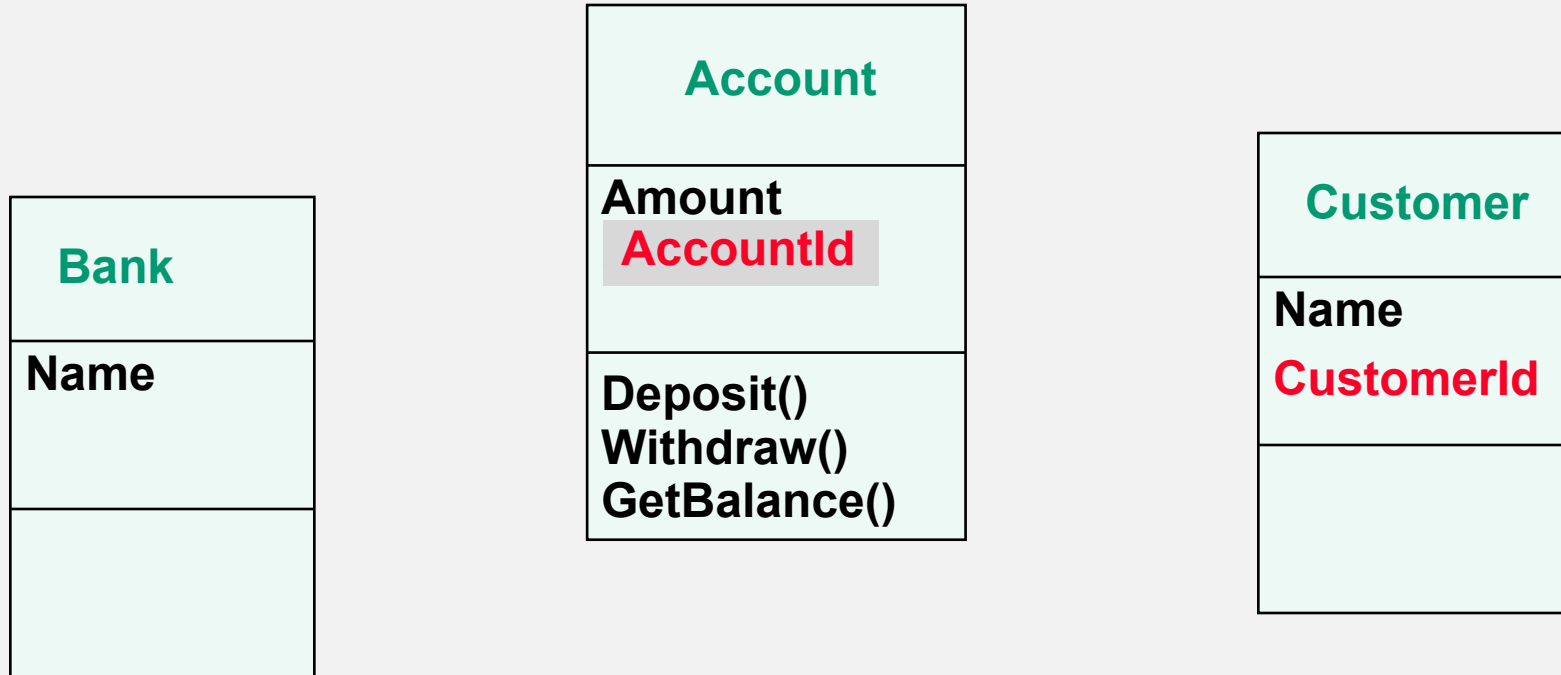 Bank
Name
Account
Amount
AccountId
Deposit()
Withdraw()
GetBalance()
Customer
Name
CustomerId